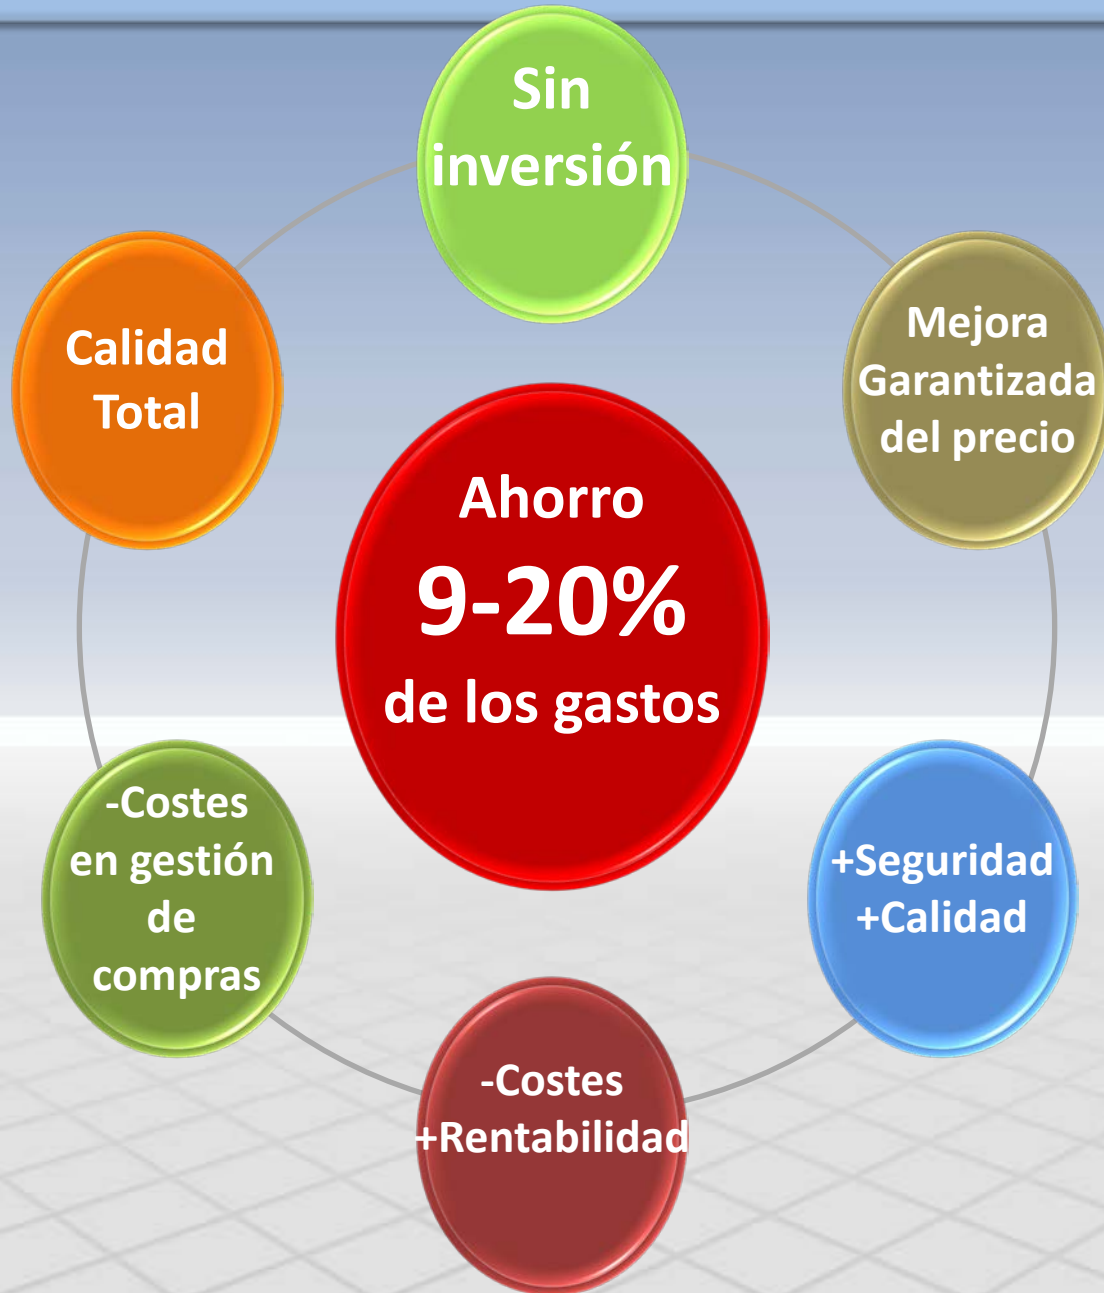 Sin
inversión
Mejora
Garantizada
del precio
Calidad
Total
Ahorro
9-20%
de los gastos
+Seguridad
+Calidad
-Costes
en gestión
de
compras
-Costes
+Rentabilidad